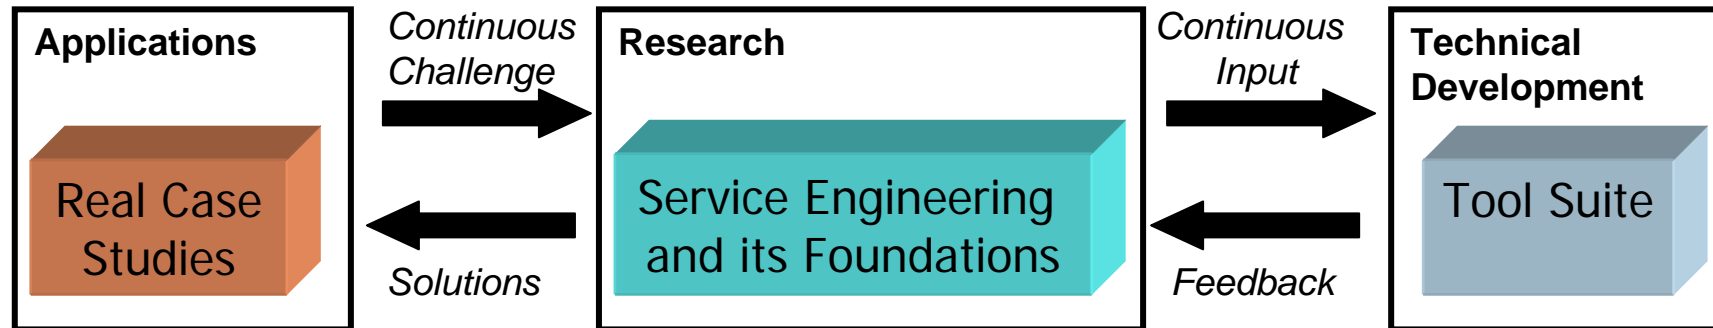 Applications
Real Case
Studies
Continuous
Challenge
Solutions
Research
Service Engineering
and its Foundations
Continuous
Input
Feedback
Technical
Development
Tool Suite